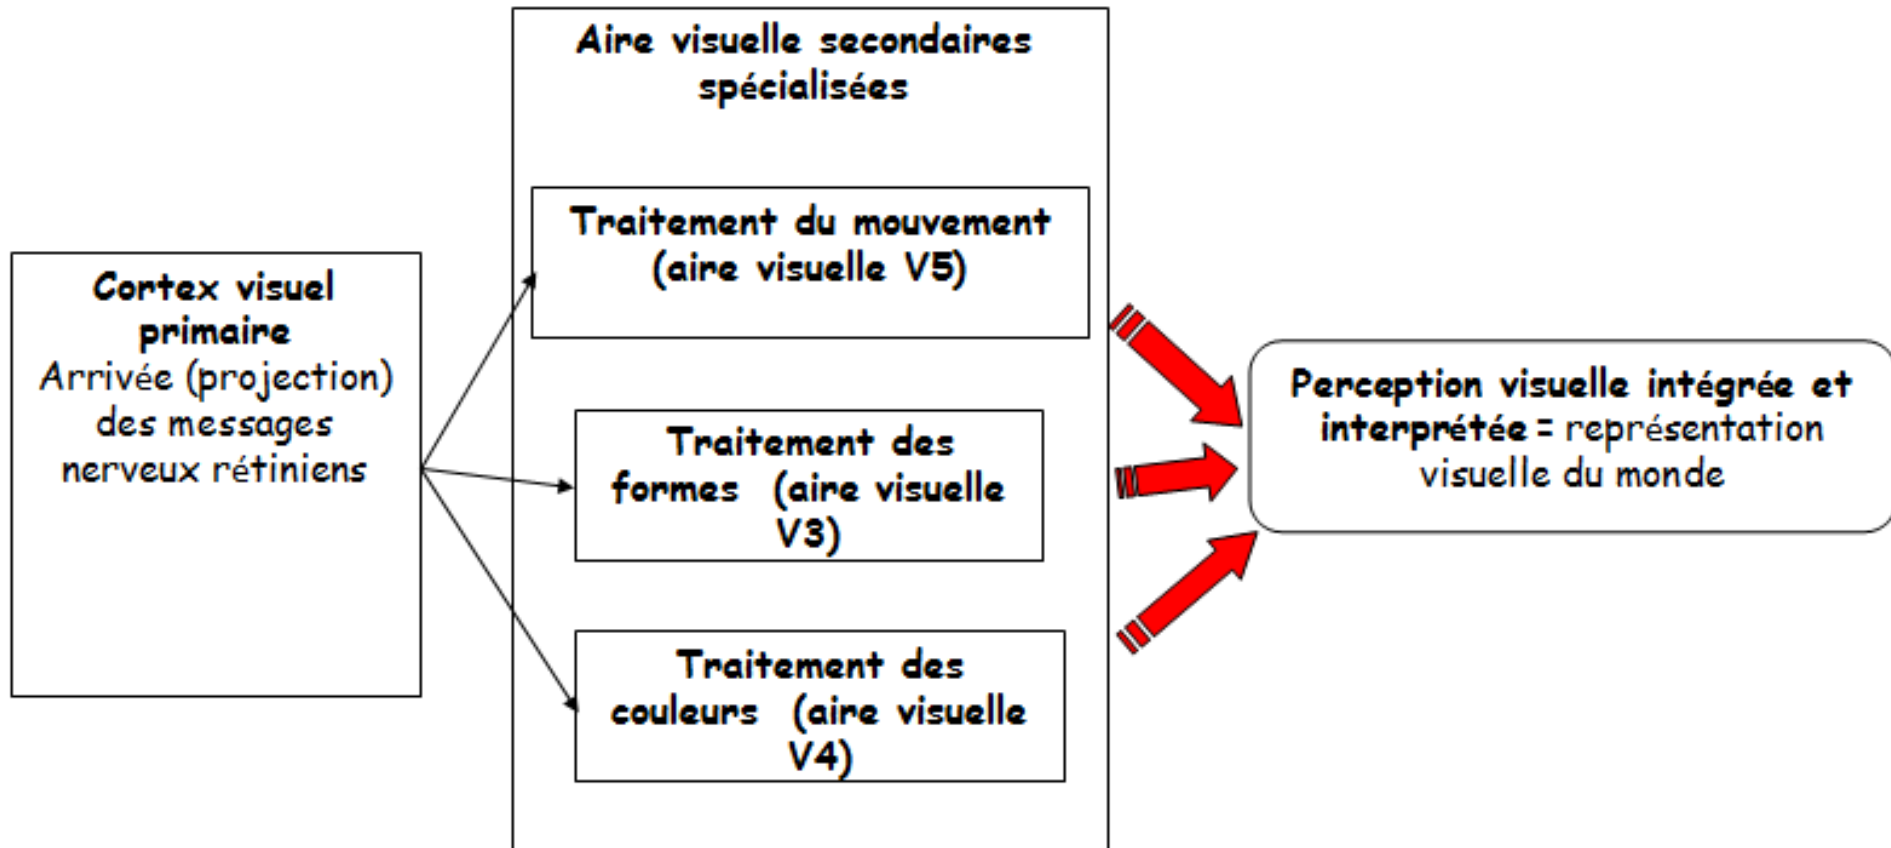 Aire visuelle secondaires
spécialisées
Traitement du mouvement
(aire visuelle V5)
Cortex visuel
primaire
Arrivée (projection)
des messages
nerveux rétiniens
Traitement des
formes (aire visuelle
V3)
Traitement des
couleurs (aire visuelle
V4)
Perception visuelle intégrée et
interprétée = représentation
visuelle du monde